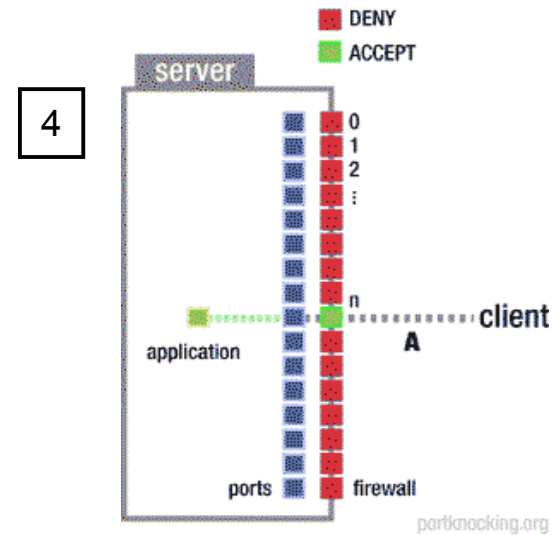 DENY
ACCEPT
server
4
0
1
2
⋮
n
client
A
application
ports
firewall
portknocking.org